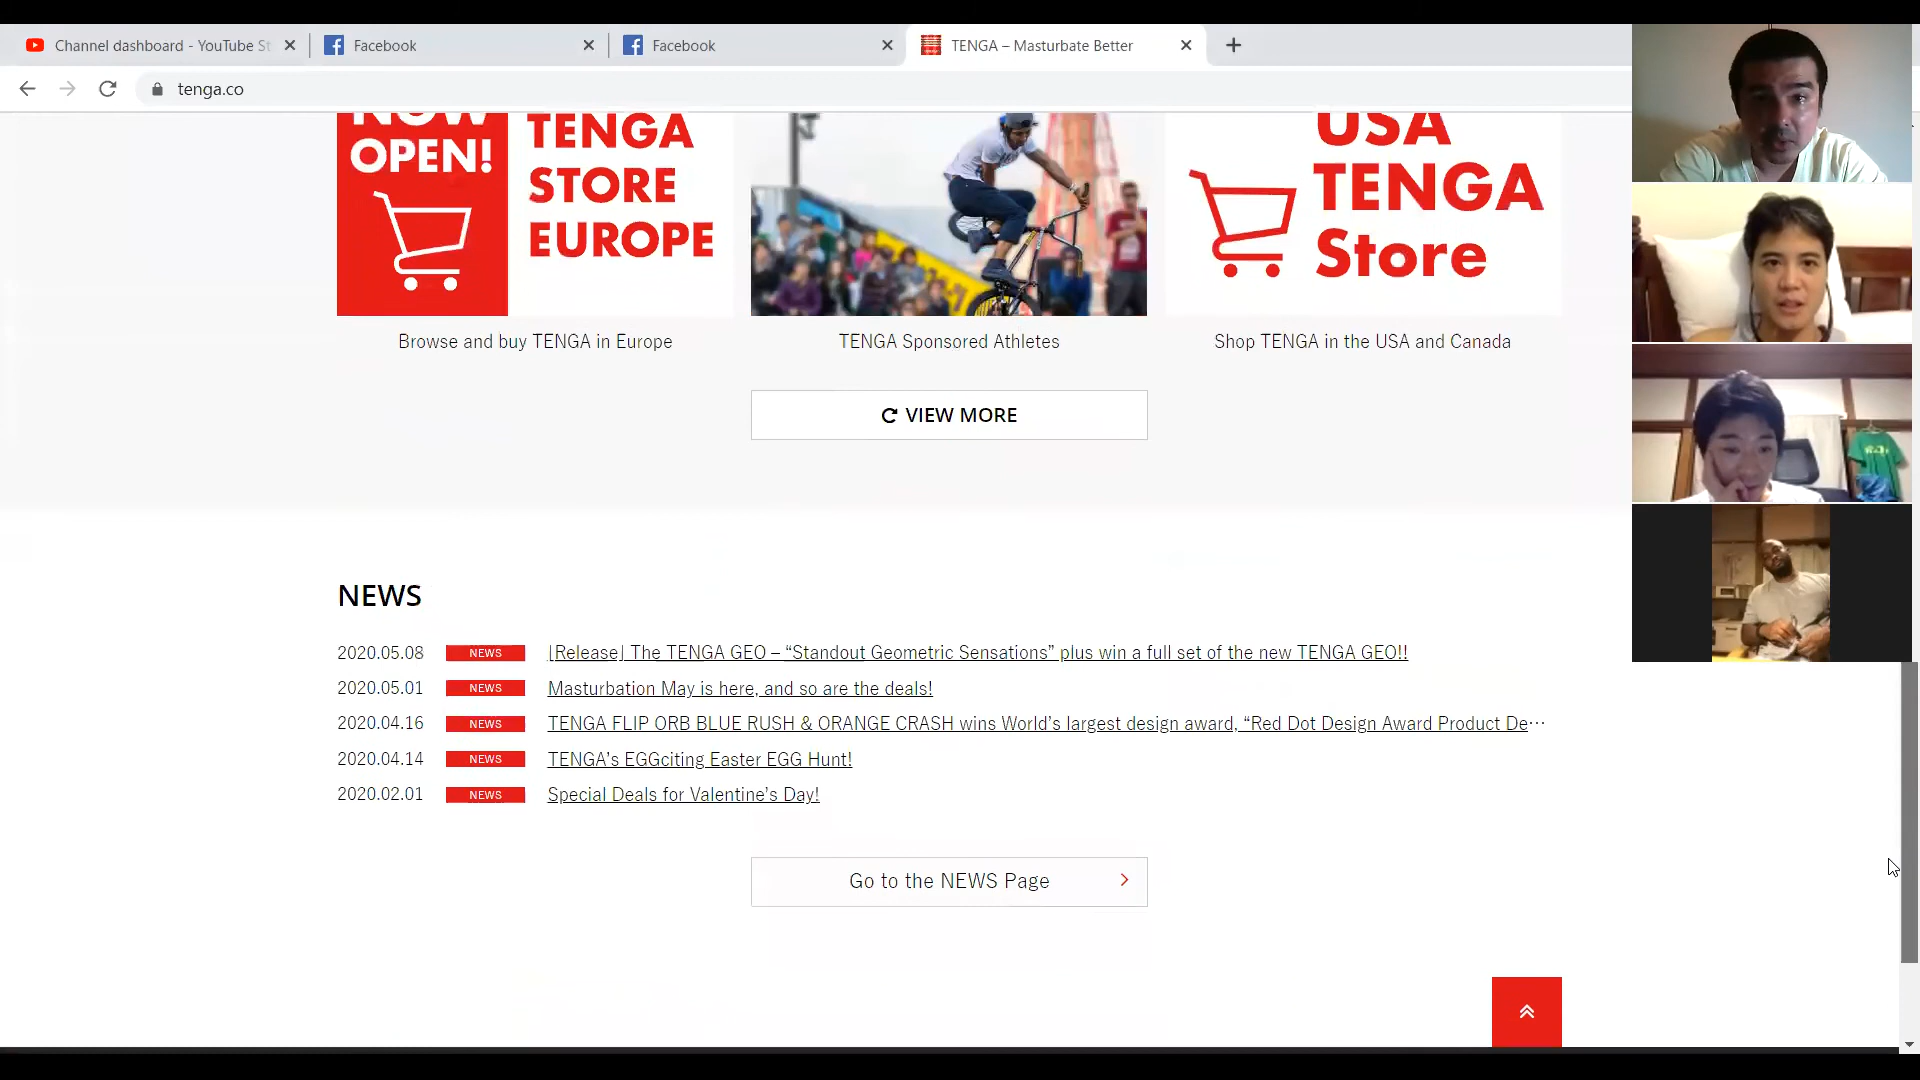 Channel dashboard - YouTube St
Facebook
Facebook
TENGA – Masturbate Better
tenga.co
NOW
OPEN!
TENGA
STORE
EUROPE
USA
TENGA
Store
Browse and buy TENGA in Europe
TENGA Sponsored Athletes
Shop TENGA in the USA and Canada
VIEW MORE
NEWS
2020.05.08 NEWS [Release] The TENGA GEO – “Standout Geometric Sensations” plus win a full set of the new TENGA GEO!!
2020.05.01 NEWS Masturbation May is here, and so are the deals!
2020.04.16 NEWS TENGA FLIP ORB BLUE RUSH & ORANGE CRASH wins World’s largest design award, “Red Dot Design Award Product De…
2020.04.14 NEWS TENGA’s EGGciting Easter EGG Hunt!
2020.02.01 NEWS Special Deals for Valentine’s Day!
Go to the NEWS Page